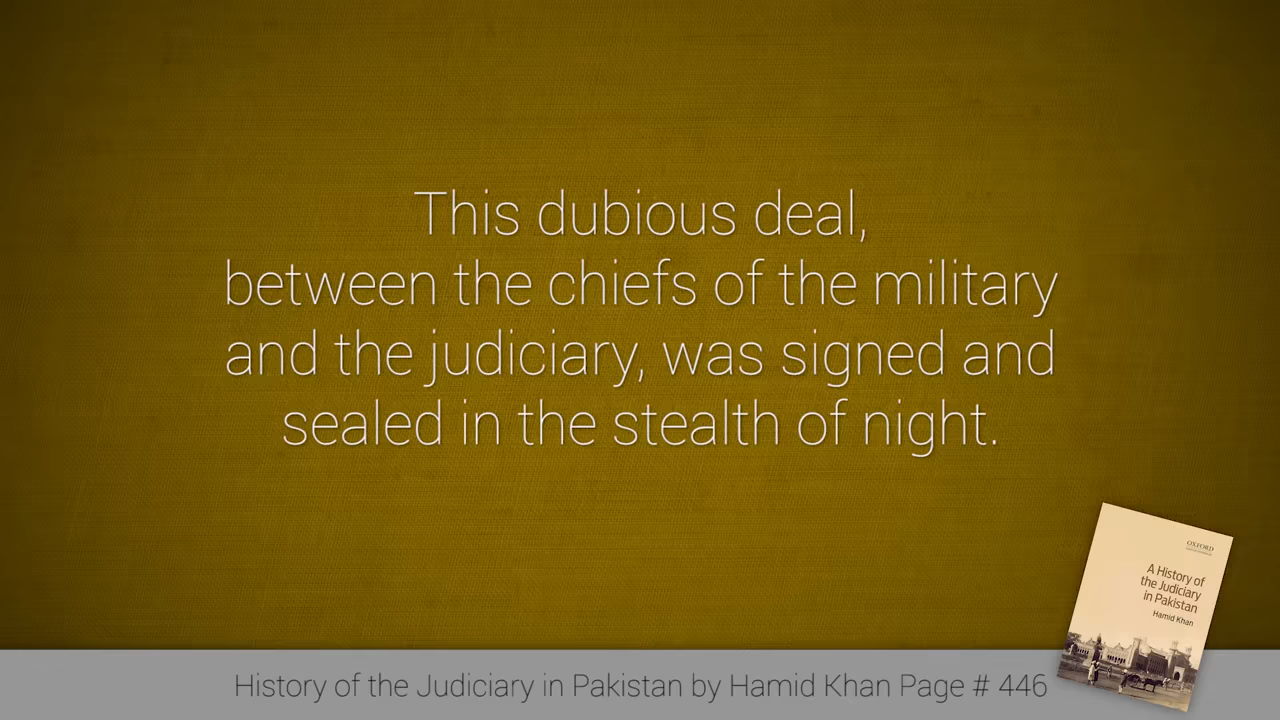 This dubious deal,
between the chiefs of the military
and the judiciary, was signed and
sealed in the stealth of night.
OXFORD
A History of
the Judiciary
in Pakistan
Hamid Khan
History of the Judiciary in Pakistan by Hamid Khan Page # 446